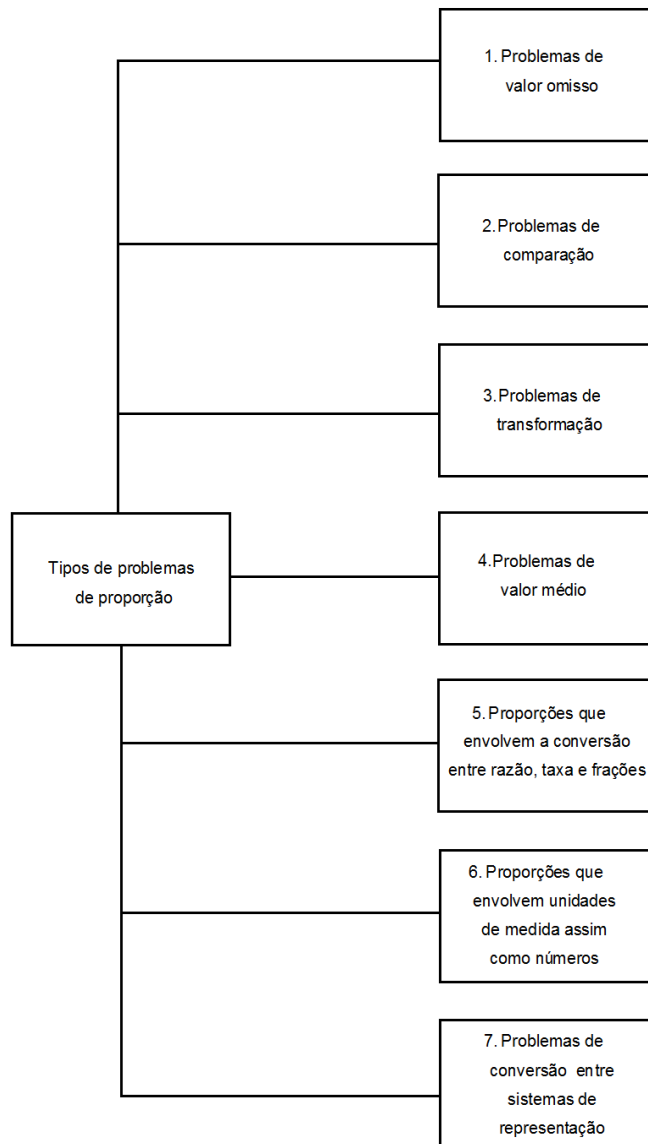 1. Problemas de
valor omisso
2. Problemas de
comparação
3. Problemas de
transformação
Tipos de problemas
de proporção
4. Problemas de
valor médio
5. Proporções que
envolvem a conversão
entre razão, taxa e frações
6. Proporções que
envolvem unidades
de medida assim
como números
7. Problemas de
conversão entre
sistemas de
representação